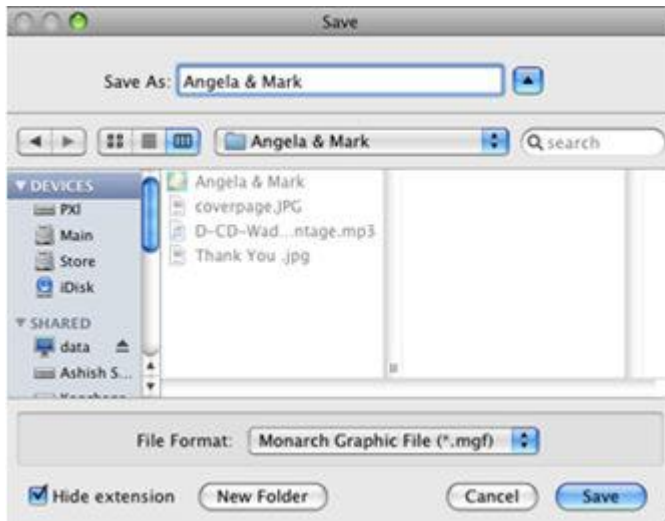 Save
Save As: Angela & Mark
Angela & Mark
search
DEVICES
PXI
Main
Store
iDisk
SHARED
data
Ashish S...
Angela & Mark
coverpage.JPG
D-CD-Wad...ntage.mp3
Thank You .jpg
File Format: Monarch Graphic File (*.mgf)
Hide extension
New Folder
Cancel
Save